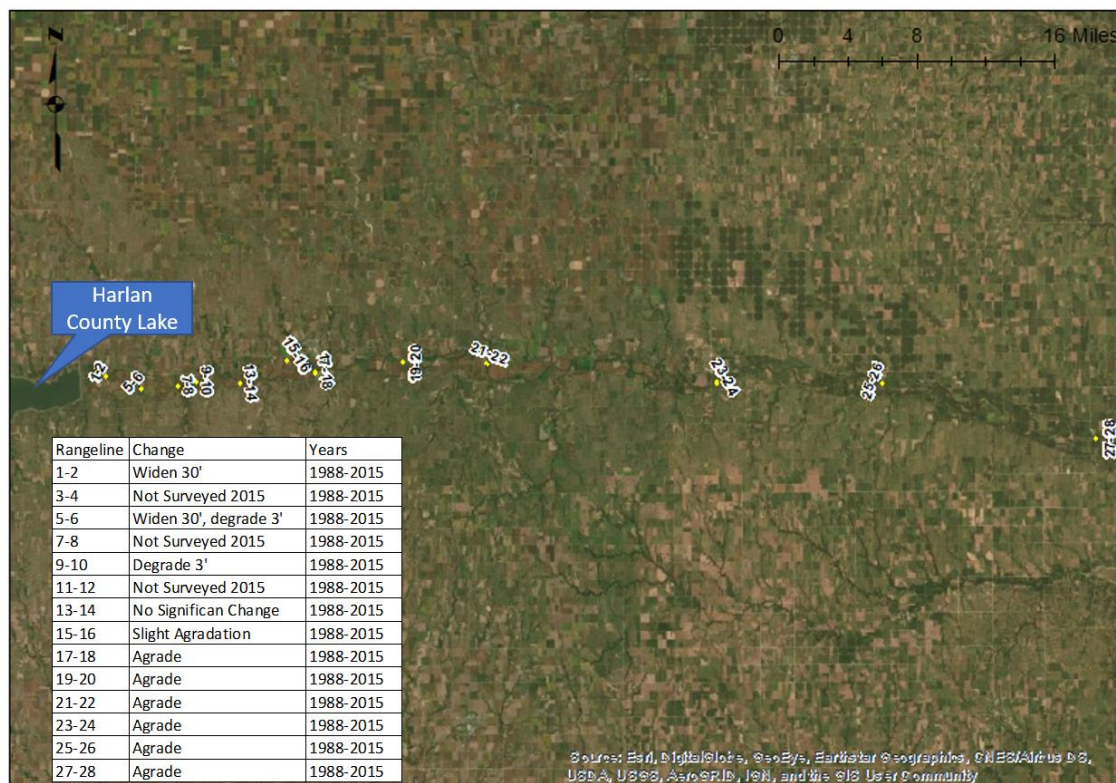 N
0 4 8 16 Miles
Harlan
County Lake
1-2
5-6
7-8
9-10
13-14
15-16
17-18
19-20
21-22
23-24
25-26
27-28
Rangeline Change Years
1-2 Widen 30' 1988-2015
3-4 Not Surveyed 2015 1988-2015
5-6 Widen 30', degrade 3' 1988-2015
7-8 Not Surveyed 2015 1988-2015
9-10 Degrade 3' 1988-2015
11-12 Not Surveyed 2015 1988-2015
13-14 No Significan Change 1988-2015
15-16 Slight Agradation 1988-2015
17-18 Agrade 1988-2015
19-20 Agrade 1988-2015
21-22 Agrade 1988-2015
23-24 Agrade 1988-2015
25-26 Agrade 1988-2015
27-28 Agrade 1988-2015
Source: Esri, DigitalGlobe, GeoEye, Earthstar Geographics, CNES/Airbus DS,
USDA, USGS, AeroGRID, IGN, and the GIS User Community